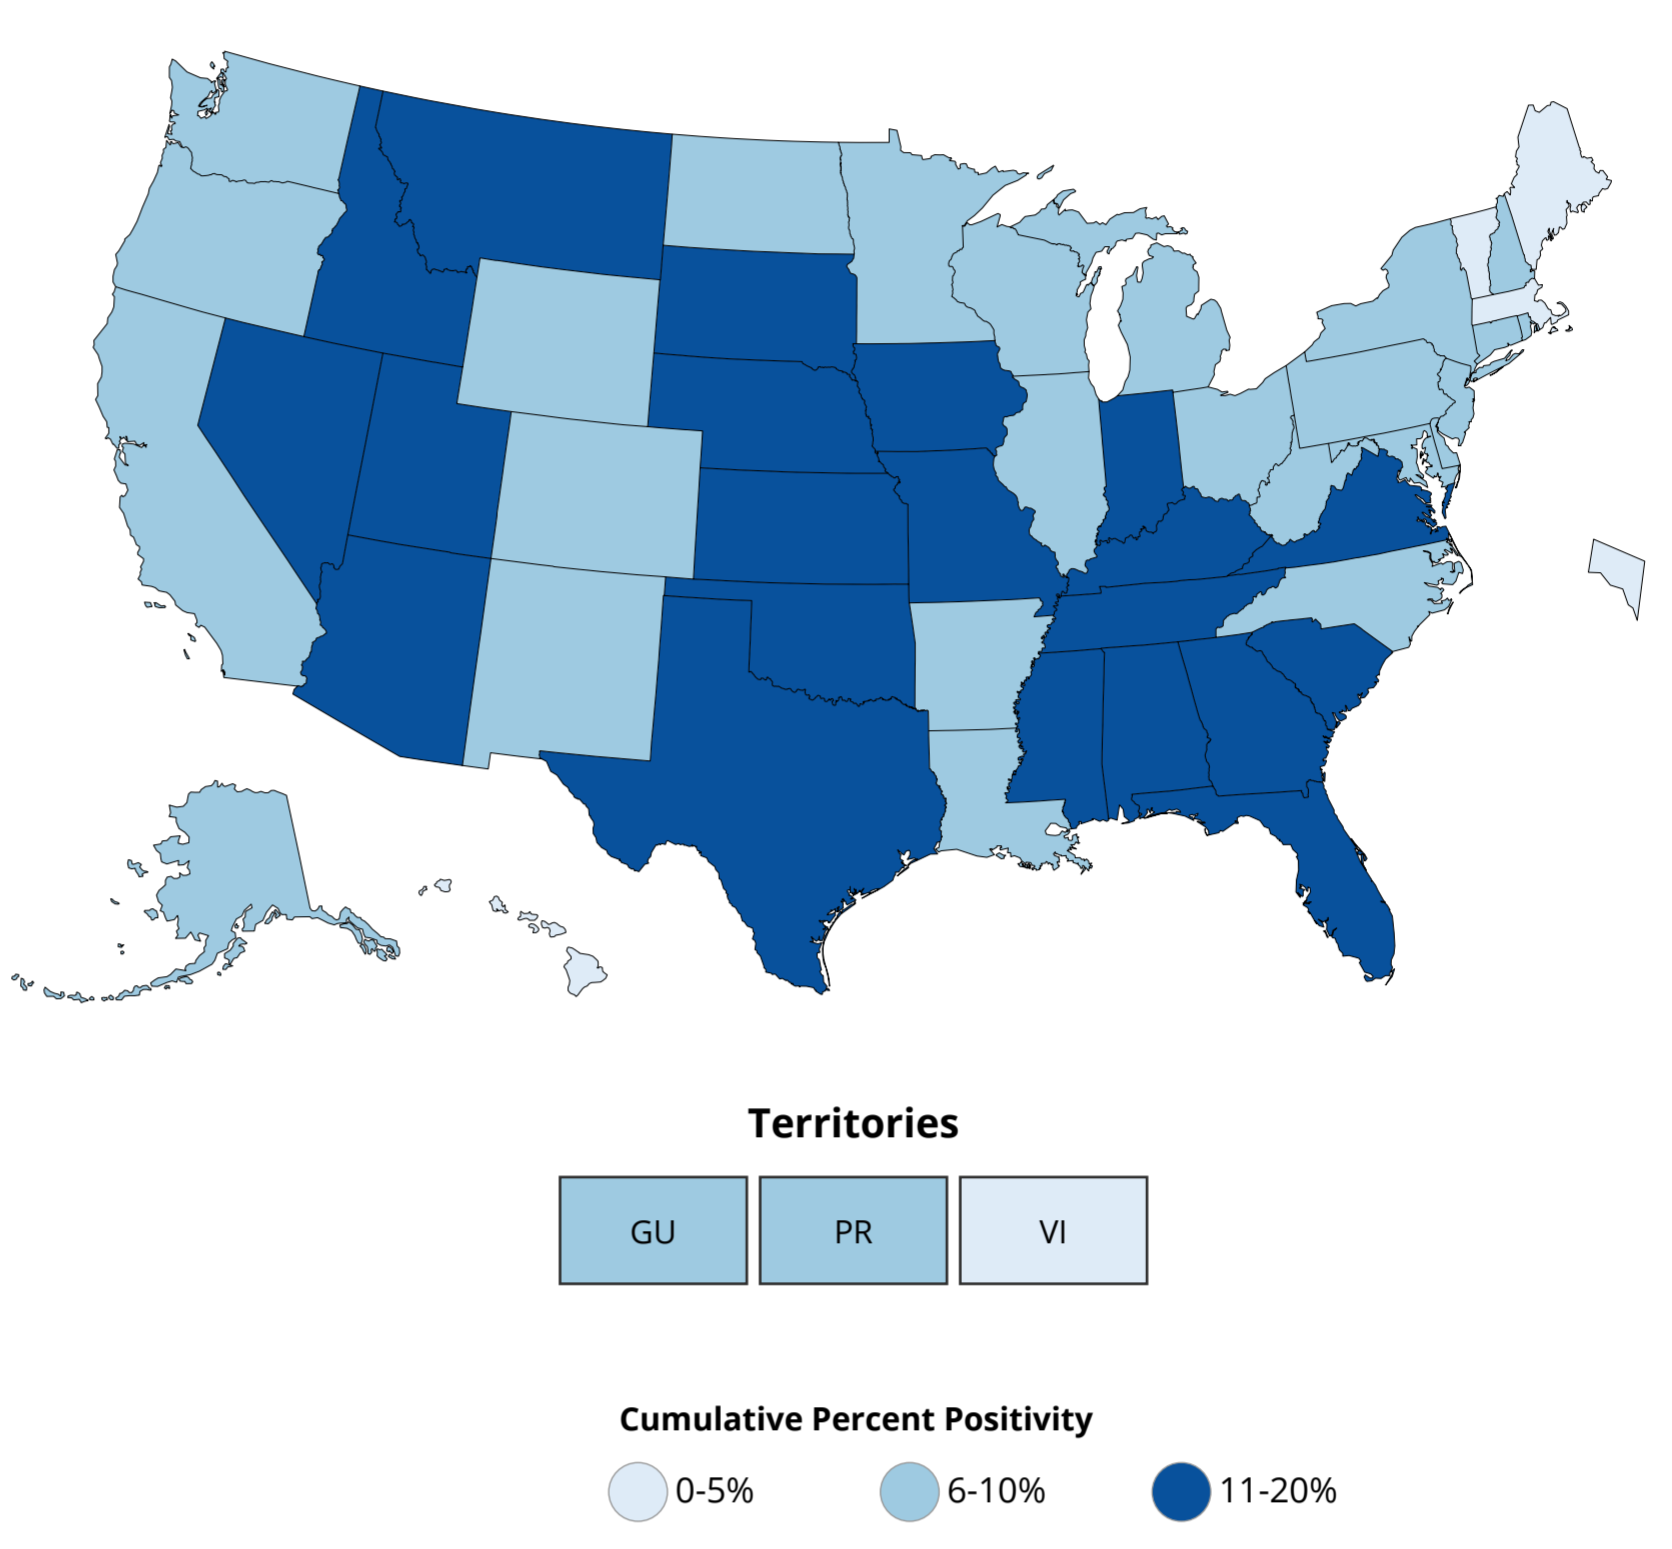 Territories
GU PR VI
Cumulative Percent Positivity
0-5% 6-10% 11-20%